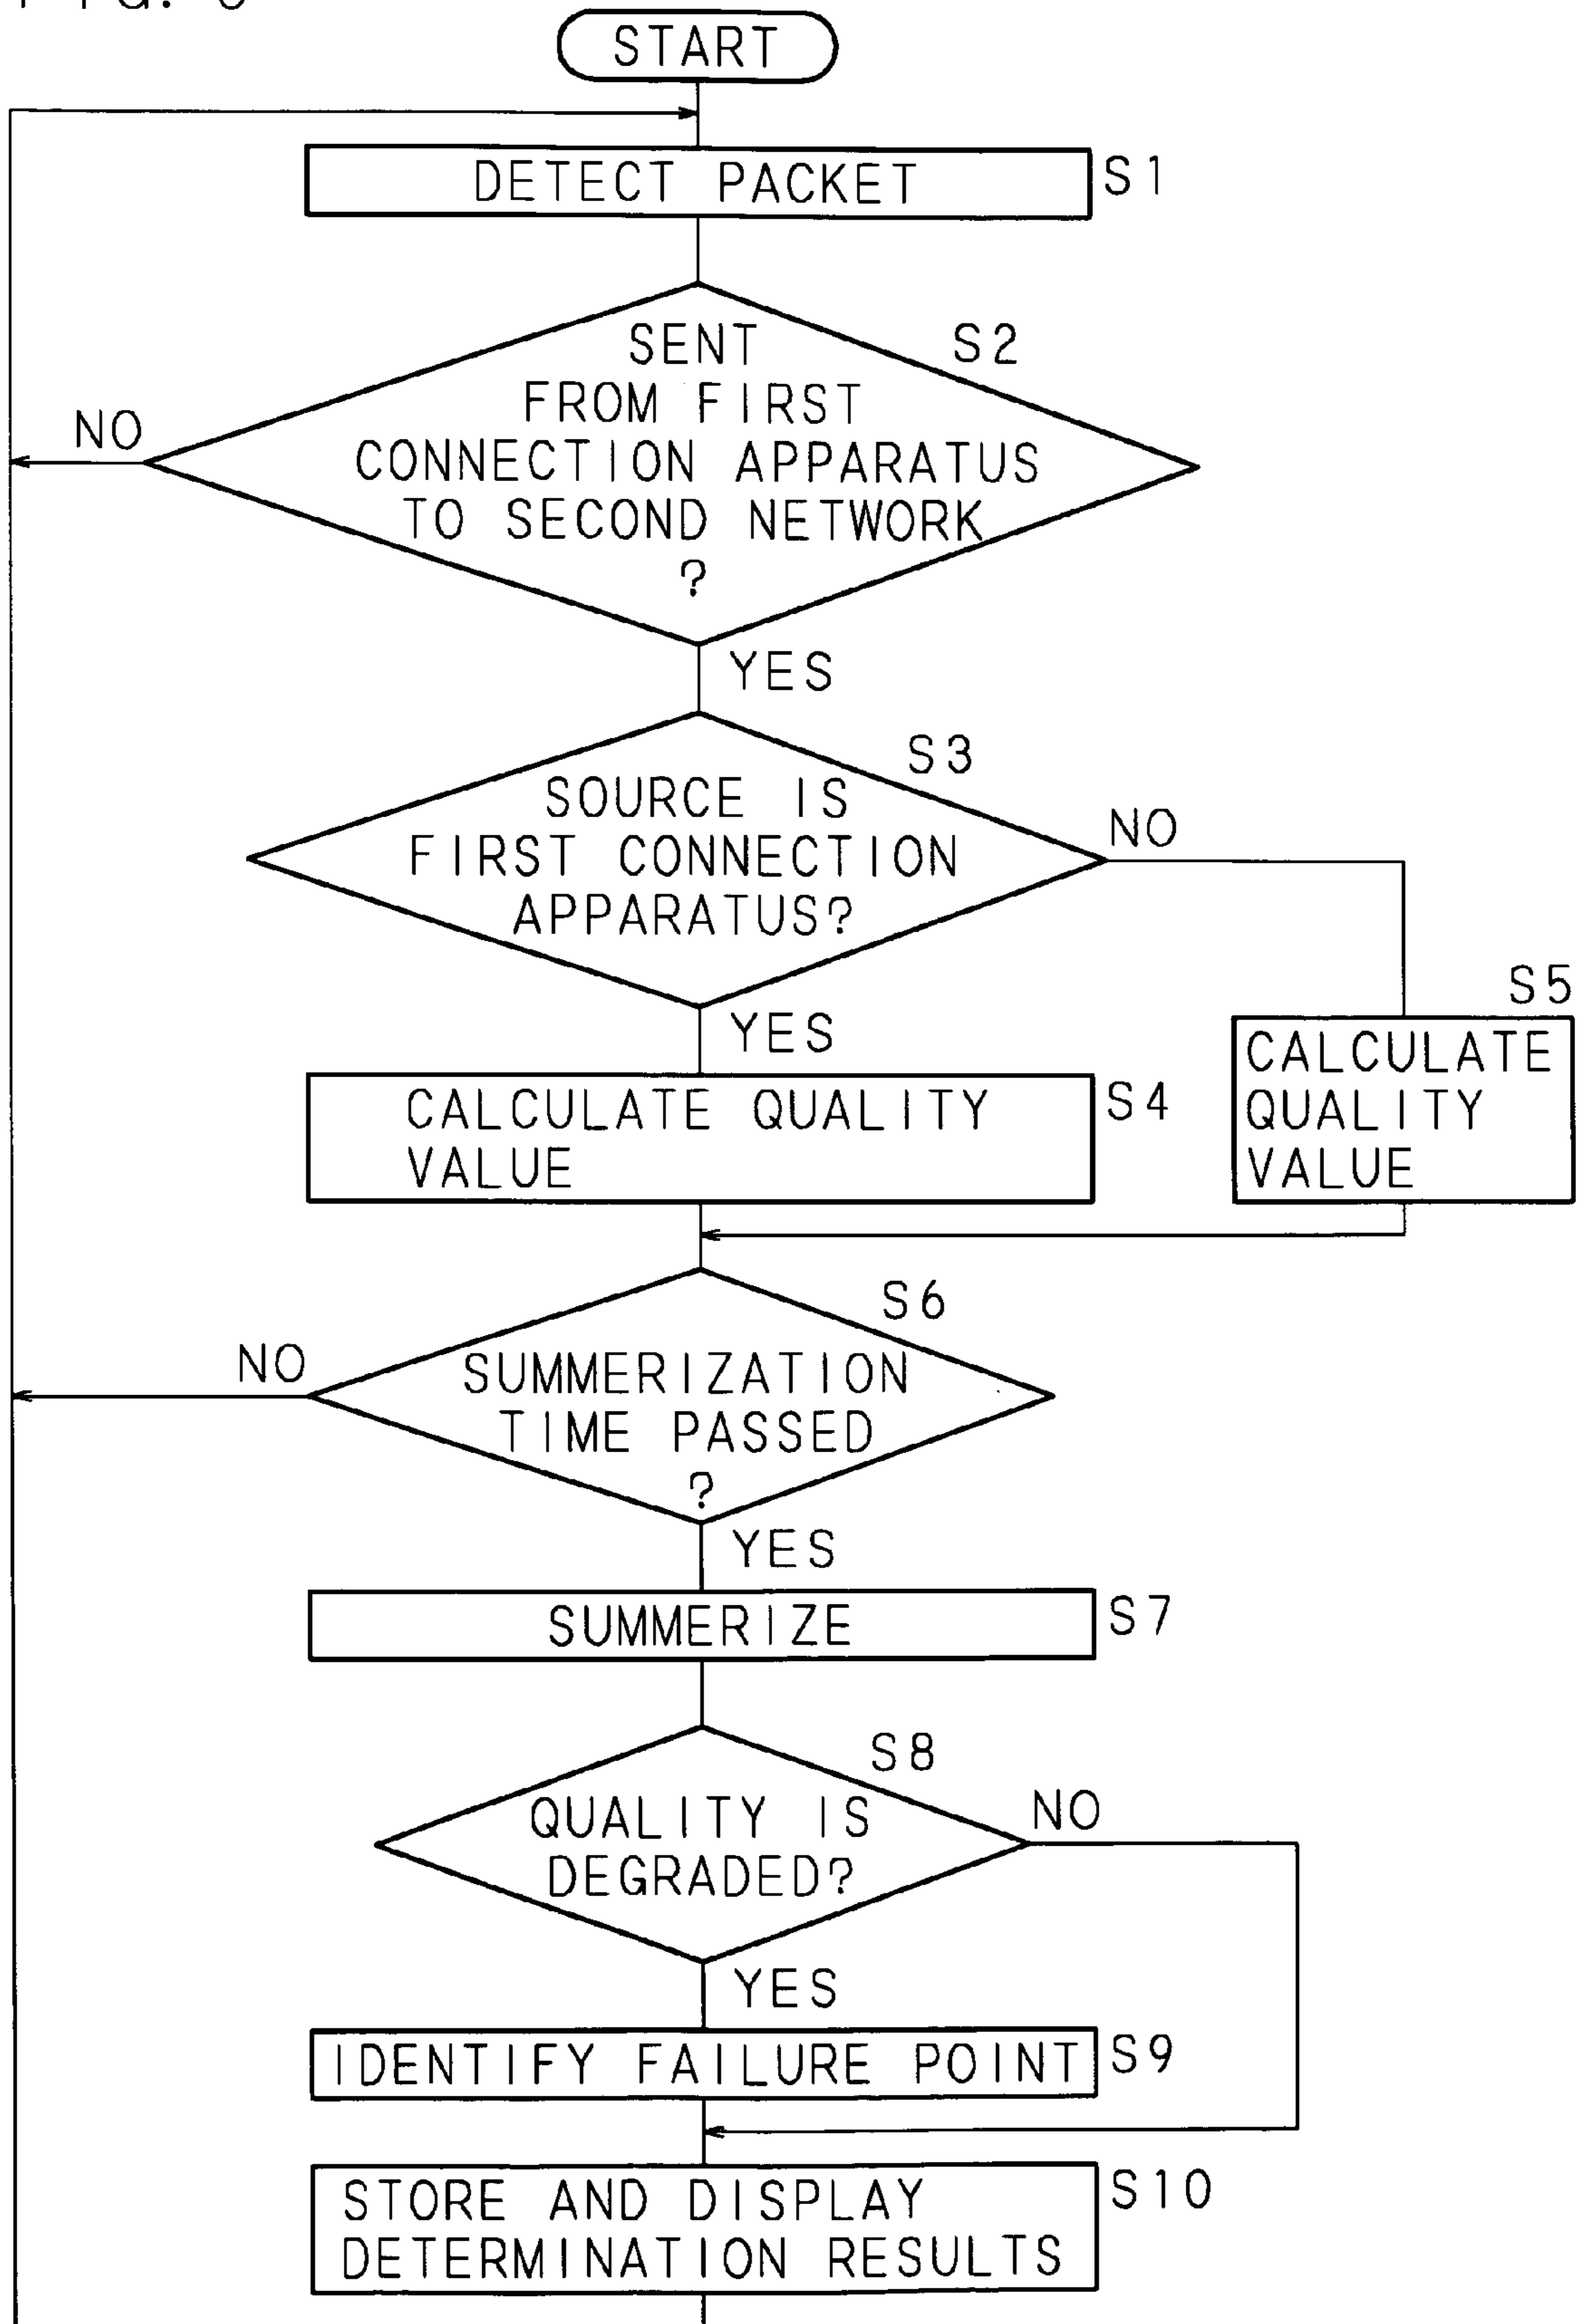 START
DETECT PACKET S1
SENT S2
FROM FIRST
NO
CONNECTION APPARATUS
TO SECOND NETWORK
?
YES
S3
SOURCE IS
NO
FIRST CONNECTION
APPARATUS?
YES
S5
CALCULATE
QUALITY
VALUE
CALCULATE QUALITY S4
VALUE
S6
NO
SUMMERIZATION
TIME PASSED
?
YES
SUMMERIZE S7
S8
QUALITY IS
NO
DEGRADED?
YES
IDENTIFY FAILURE POINT S9
STORE AND DISPLAY S10
DETERMINATION RESULTS